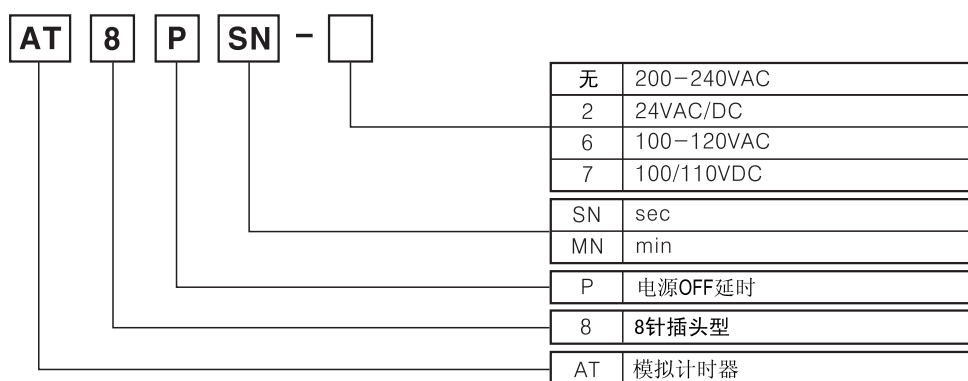 AT 8 P SN -
无 200-240VAC
2 24VAC/DC
6 100-120VAC
7 100/110VDC
SN sec
MN min
P 电源OFF延时
8 8针插头型
AT 模拟计时器